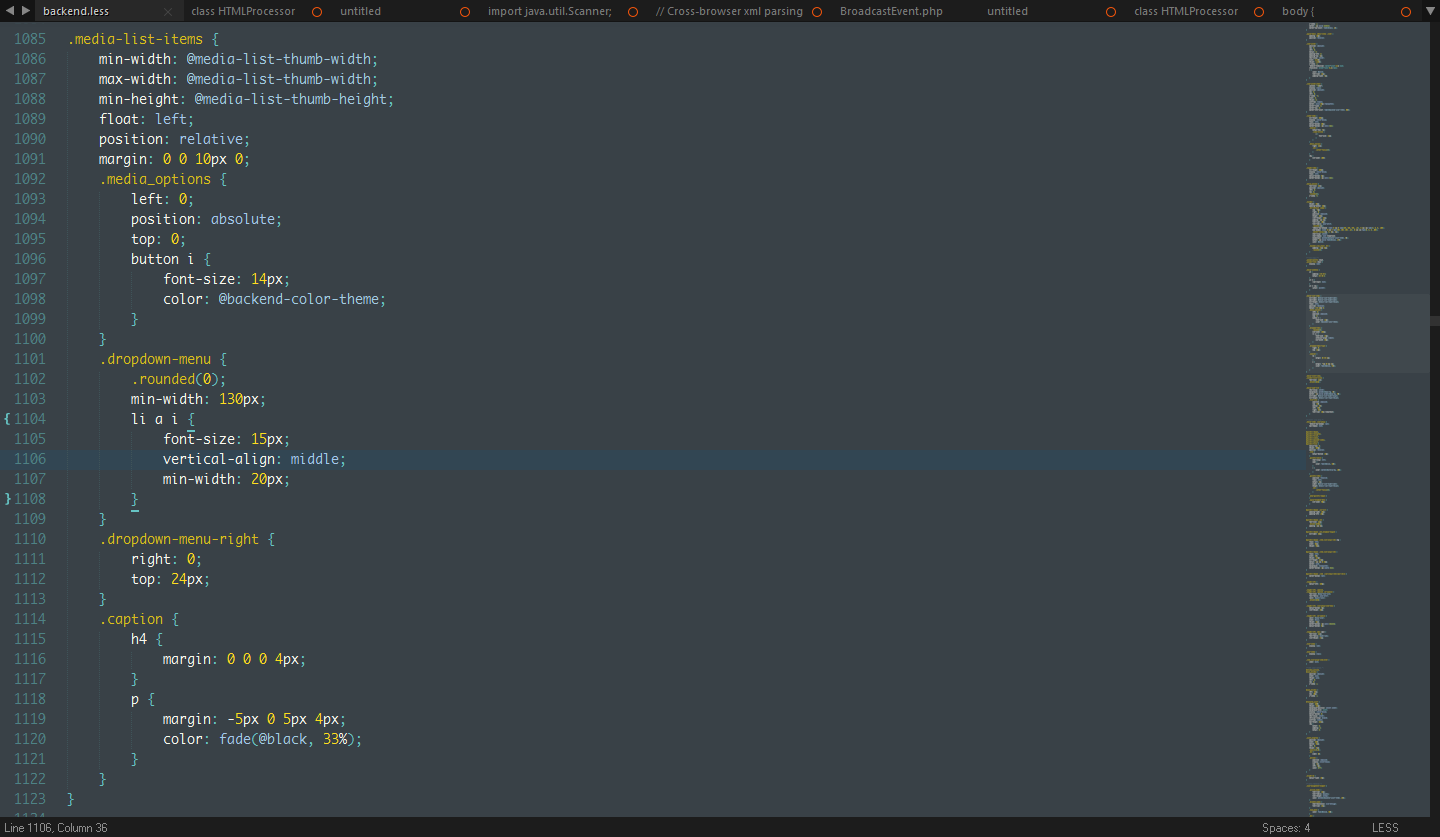 backend.less class HTMLProcessor untitled import java.util.Scanner; // Cross-browser xml parsing BroadcastEvent.php untitled class HTMLProcessor body {
1085 .media-list-items {
1086 min-width: @media-list-thumb-width;
1087 max-width: @media-list-thumb-width;
1088 min-height: @media-list-thumb-height;
1089 float: left;
1090 position: relative;
1091 margin: 0 0 10px 0;
1092 .media_options {
1093 left: 0;
1094 position: absolute;
1095 top: 0;
1096 button i {
1097 font-size: 14px;
1098 color: @backend-color-theme;
1099 }
1100 }
1101 .dropdown-menu {
1102 .rounded(0);
1103 min-width: 130px;
{ 1104 li a i {
1105 font-size: 15px;
1106 vertical-align: middle;
1107 min-width: 20px;
} 1108 }
1109 }
1110 .dropdown-menu-right {
1111 right: 0;
1112 top: 24px;
1113 }
1114 .caption {
1115 h4 {
1116 margin: 0 0 0 4px;
1117 }
1118 p {
1119 margin: -5px 0 5px 4px;
1120 color: fade(@black, 33%);
1121 }
1122 }
1123 }
Line 1106, Column 36 Spaces: 4 LESS